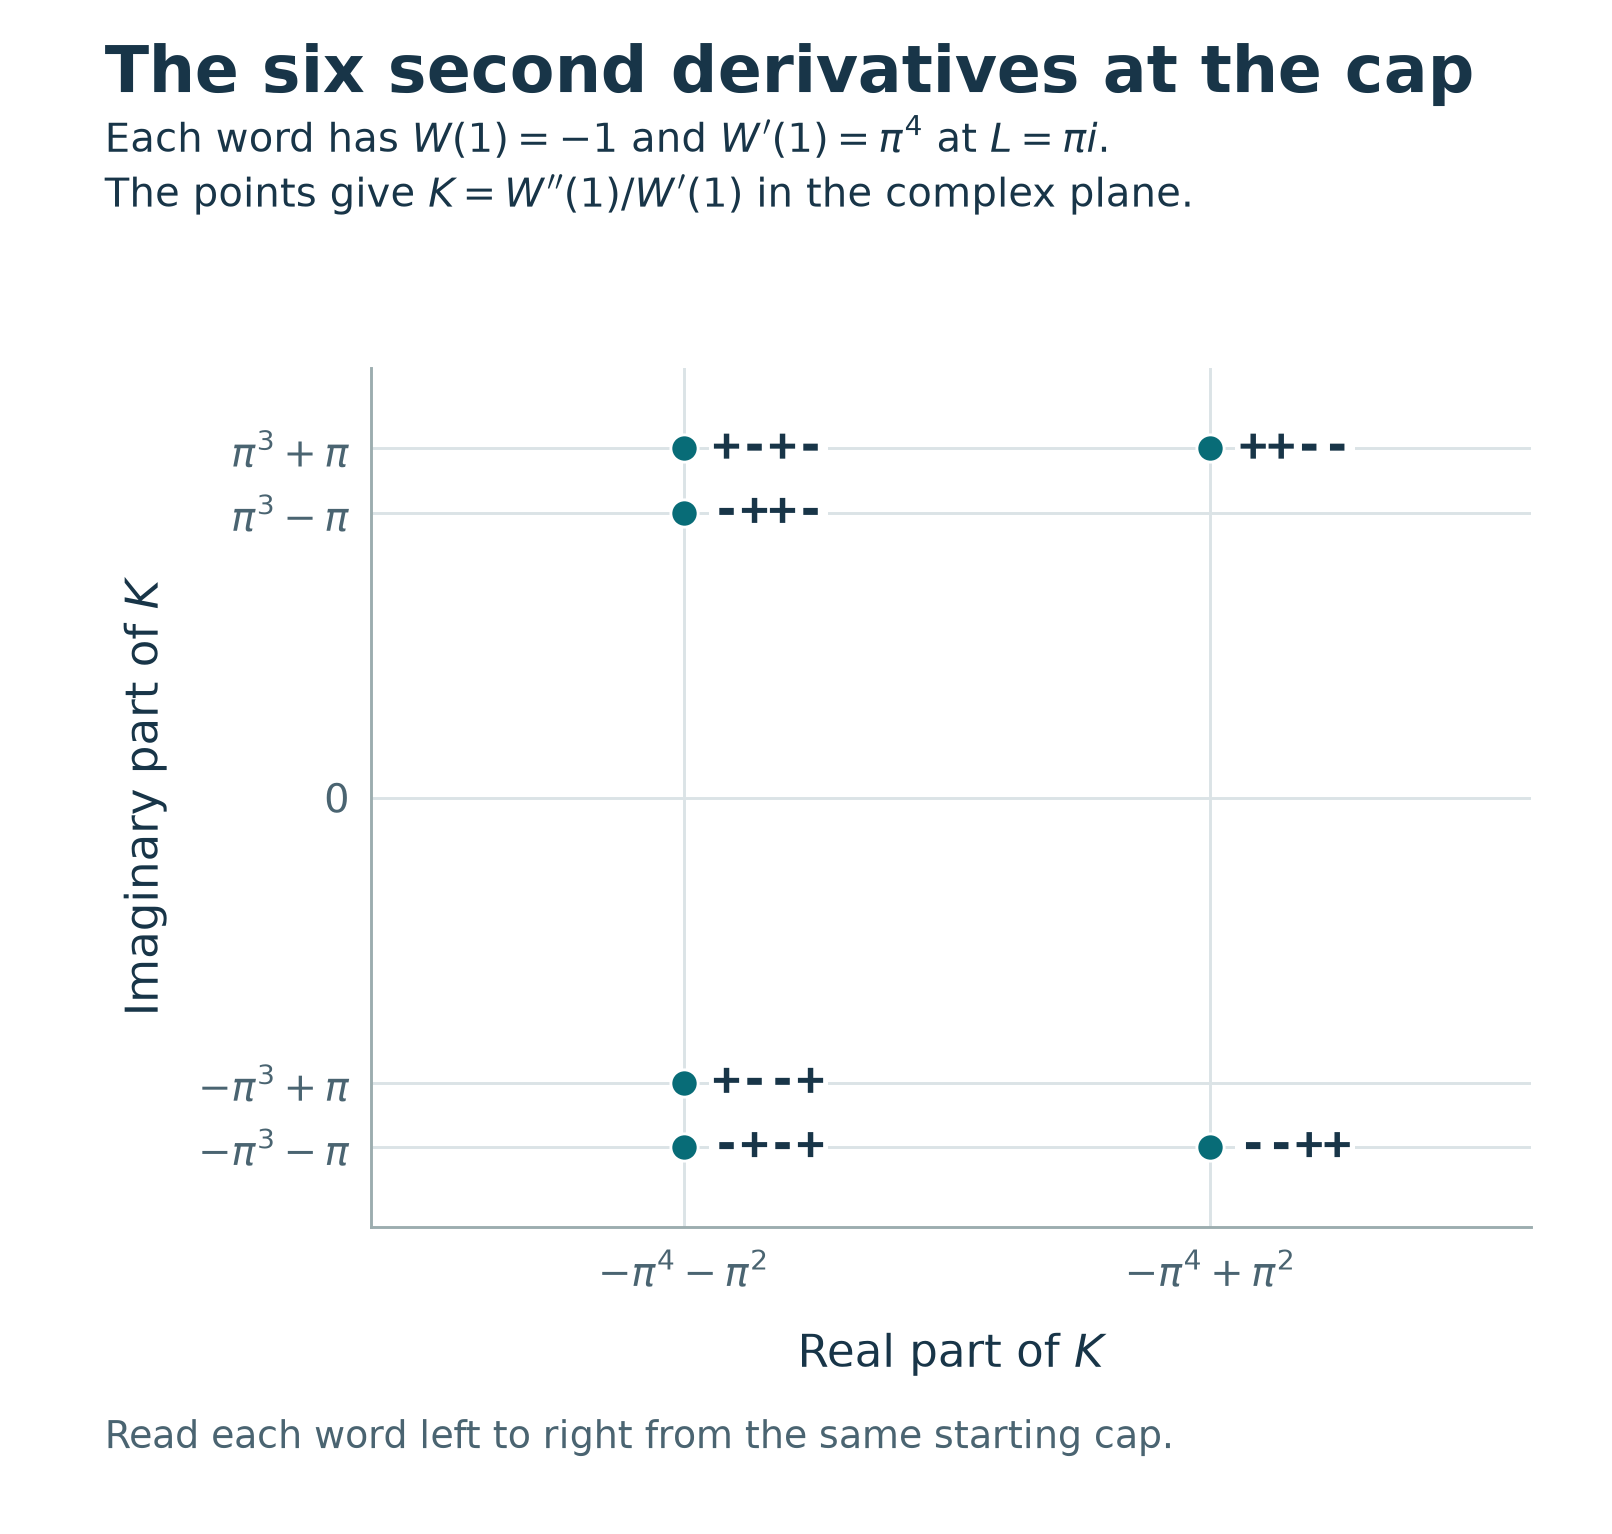 The six second derivatives at the cap
Each word has W(1) = −1 and W′(1) = π⁴ at L = πi.
The points give K = W″(1)/W′(1) in the complex plane.
π³ + π
+-+-
++--
π³ − π
-++-
Imaginary part of K
0
−π³ + π
+--+
−π³ − π
-+-+
--++
−π⁴ − π²
−π⁴ + π²
Real part of K
Read each word left to right from the same starting cap.